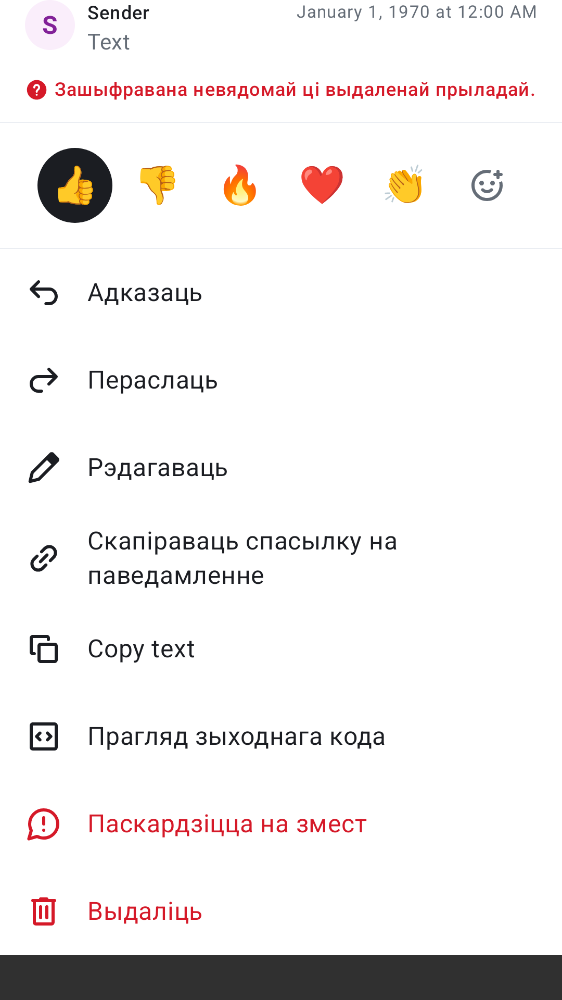 S
Sender
January 1, 1970 at 12:00 AM
Text
Зашыфравана невядомай ці выдаленай прыладай.
Адказаць
Пераслаць
Рэдагаваць
Скапіраваць спасылку на
паведамленне
Copy text
Прагляд зыходнага кода
Паскардзіцца на змест
Выдаліць